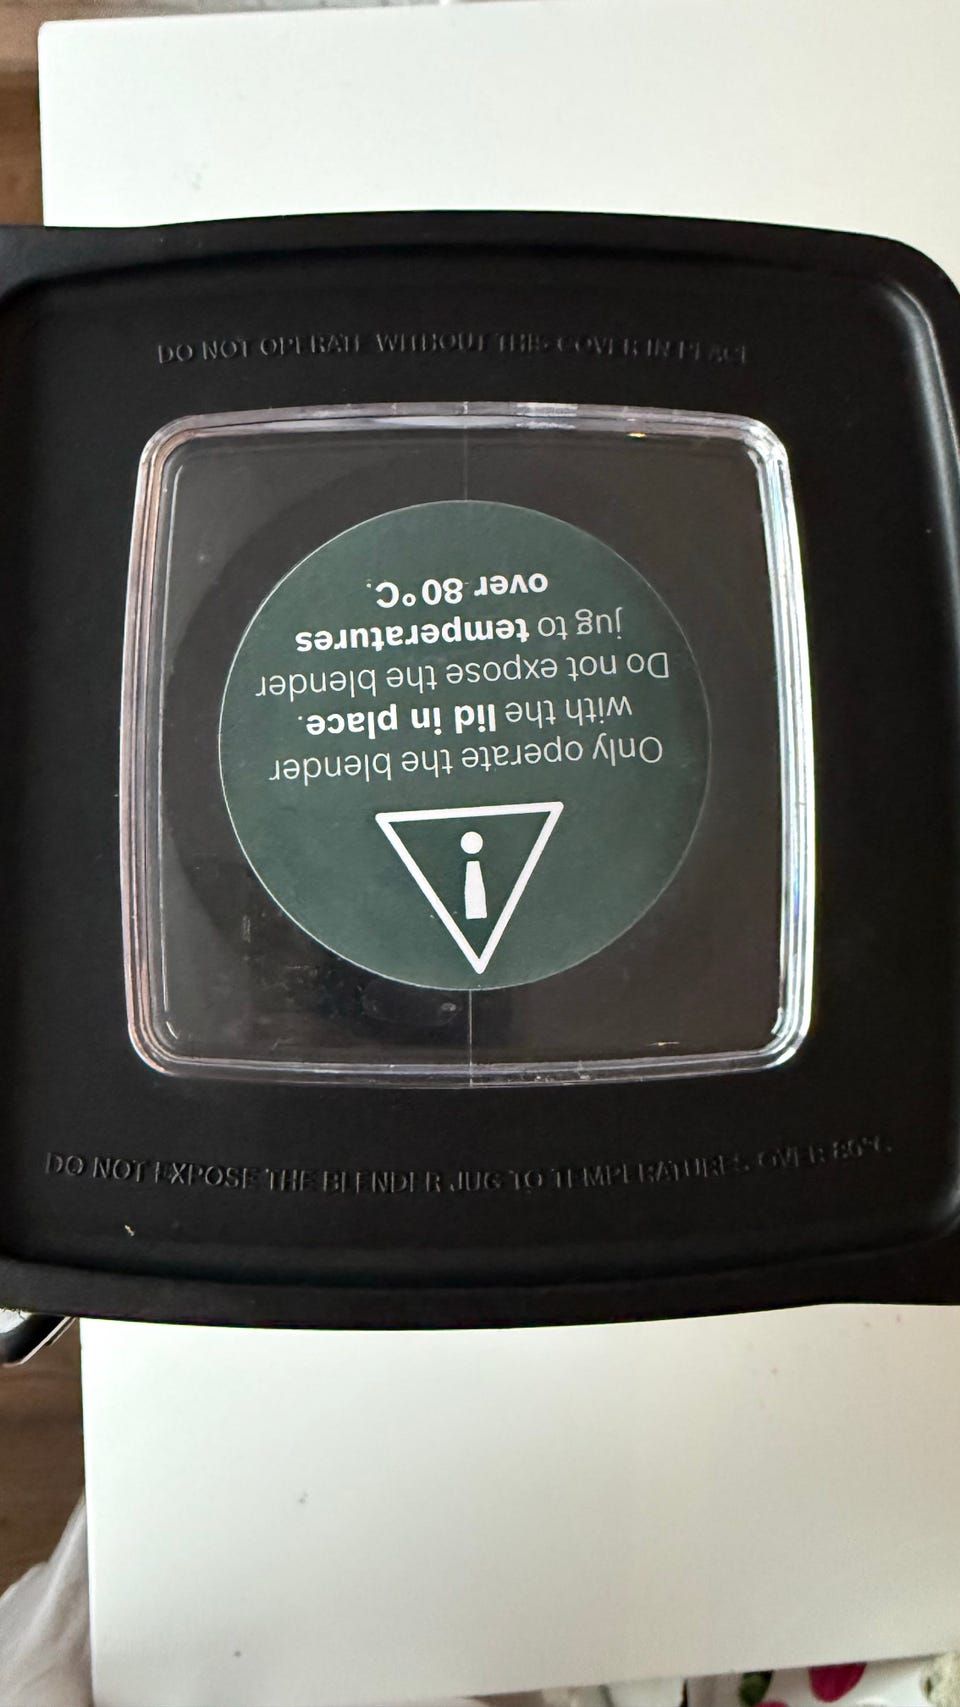 DO NOT OPERATE WITHOUT THIS COVER IN PLACE
Only operate the blender
with the lid in place.
Do not expose the blender
jug to temperatures
over 80°C.
DO NOT EXPOSE THE BLENDER JUG TO TEMPERATURES OVER 80°C.